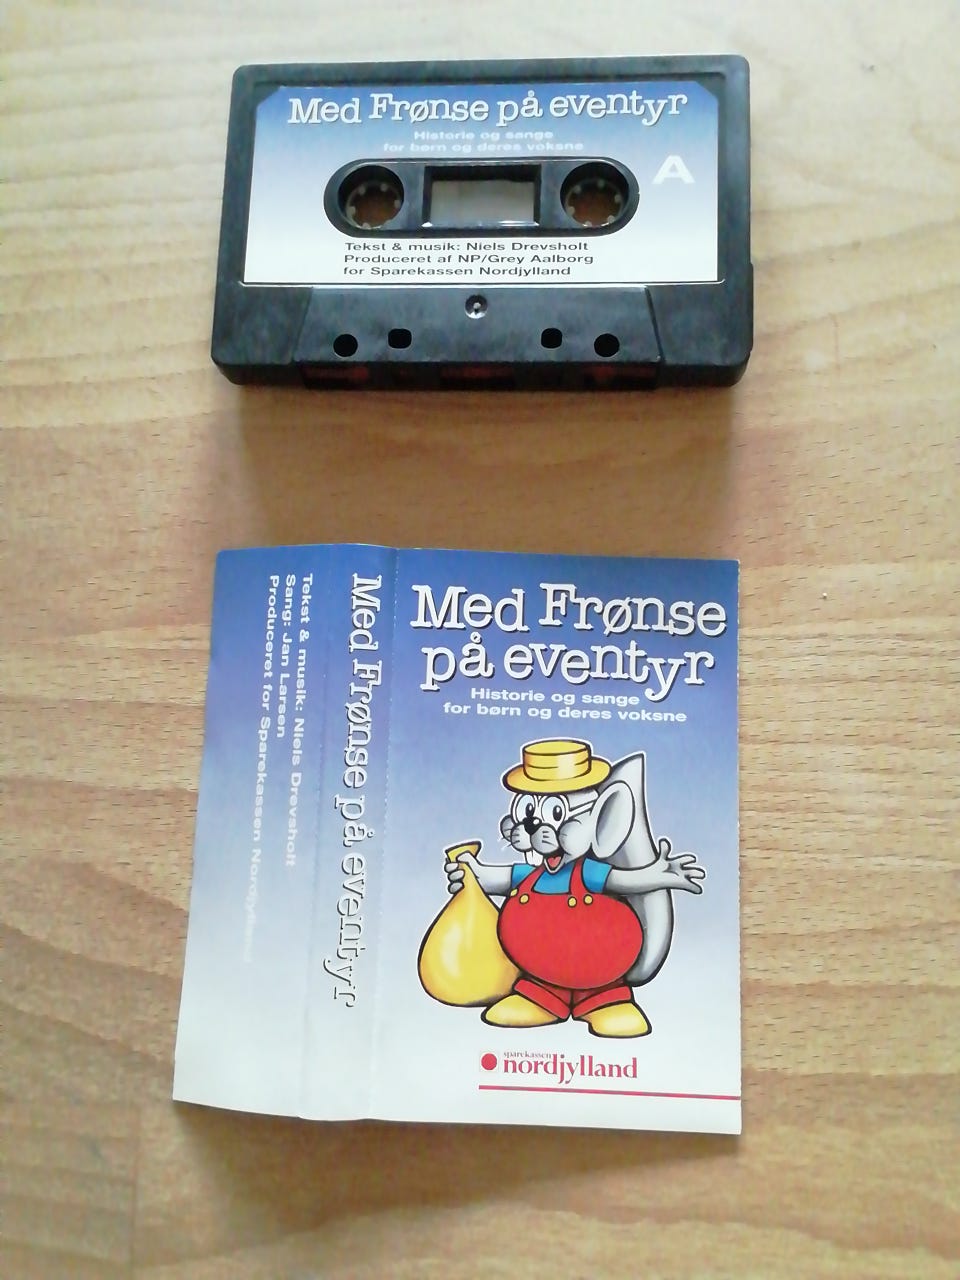 Med Frønse på eventyr
Historie og sange
for børn og deres voksne
A
Tekst & musik: Niels Drevsholt
Produceret af NP/Grey Aalborg
for Sparekassen Nordjylland
Med Frønse
på eventyr
Historie og sange
for børn og deres voksne
sparekassen
nordjylland
Med Frønse på eventyr
Tekst & musik: Niels Drevsholt
Sang: Jan Larsen
Produceret for Sparekassen Nordjylland